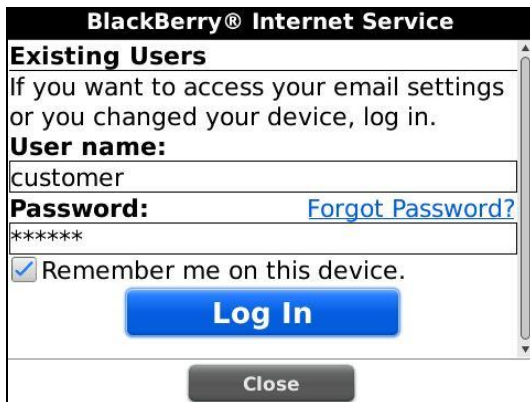 BlackBerry® Internet Service
Existing Users
If you want to access your email settings
or you changed your device, log in.
User name:
customer
Password: Forgot Password?
******
Remember me on this device.
Log In
Close